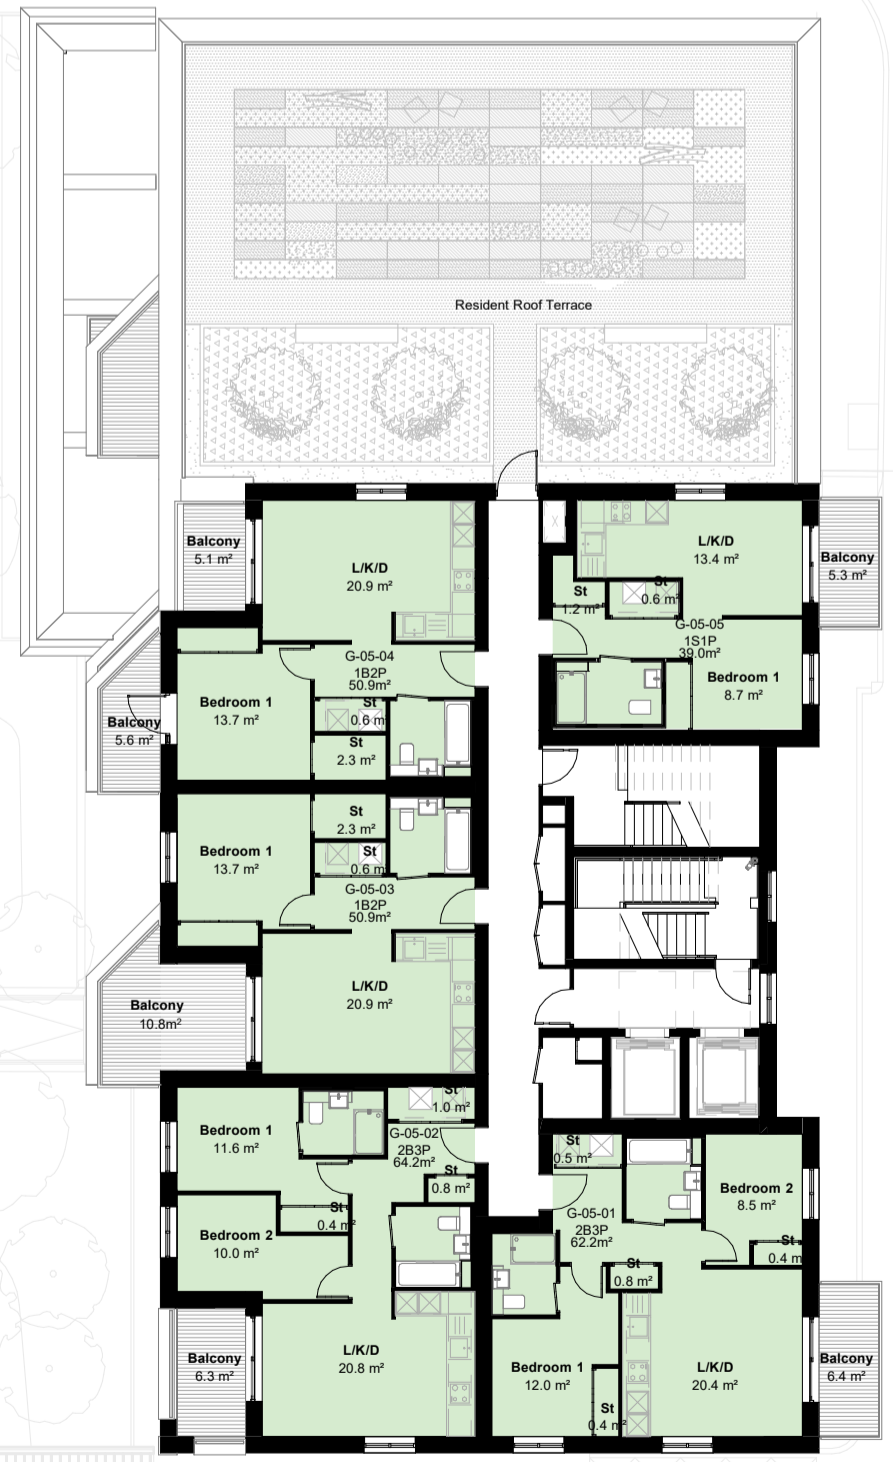 Resident Roof Terrace
Balcony
5.1 m²
L/K/D
20.9 m²
L/K/D
13.4 m²
Balcony
5.3 m²
St
1.2 m²
St
0.6 m²
G-05-05
1S1P
39.0m²
Bedroom 1
8.7 m²
G-05-04
1B2P
50.9m²
Bedroom 1
13.7 m²
Balcony
5.6 m²
St
0.6 m
St
2.3 m²
St
2.3 m²
Bedroom 1
13.7 m²
St
0.6 m
G-05-03
1B2P
50.9m²
L/K/D
20.9 m²
Balcony
10.8m²
St
1.0 m²
Bedroom 1
11.6 m²
G-05-02
2B3P
64.2m²
St
0.8 m²
St
0.4 m²
Bedroom 2
10.0 m²
L/K/D
20.8 m²
Balcony
6.3 m²
St
0.5 m²
Bedroom 2
8.5 m²
G-05-01
2B3P
62.2m²
St
0.4 m
St
0.8 m²
Bedroom 1
12.0 m²
L/K/D
20.4 m²
Balcony
6.4 m²
St
0.4 m²